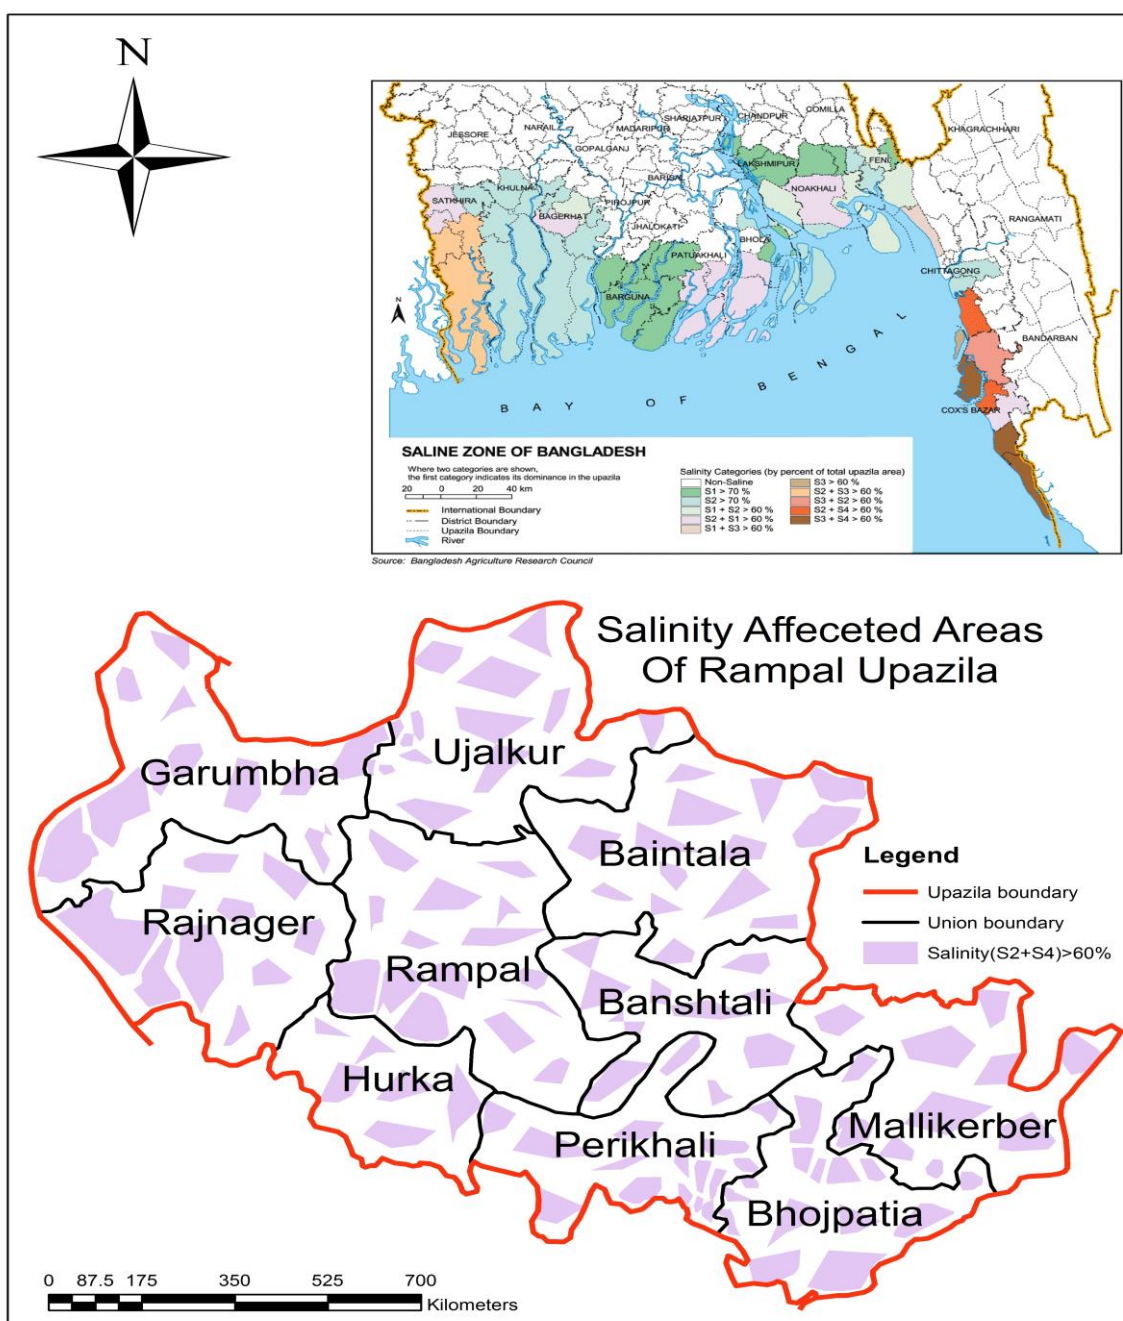 N
JESSORE
NARAIL
MADARIPUR
SHARIATPUR
CHANDPUR
COMILLA
KHAGRACHHARI
GOPALGANJ
LAKSHMIPUR
FENI
SATKHIRA
KHULNA
BAGERHAT
PIROJPUR
BARISAL
NOAKHALI
RANGAMATI
JHALOKATI
BHOLA
PATUAKHALI
BARGUNA
CHITTAGONG
BANDARBAN
COX'S BAZAR
N
BAY OF BENGAL
SALINE ZONE OF BANGLADESH
Where two categories are shown,
the first category indicates its dominance in the upazila
20 0 20 40 km
International Boundary
District Boundary
Upazila Boundary
River
Salinity Categories (by percent of total upazila area)
Non-Saline
S1 > 70 %
S2 > 70 %
S1 + S2 > 60 %
S2 + S1 > 60 %
S1 + S3 > 60 %
S3 > 60 %
S2 + S3 > 60 %
S3 + S2 > 60 %
S2 + S4 > 60 %
S3 + S4 > 60 %
Source: Bangladesh Agriculture Research Council
Salinity Affeceted Areas
Of Rampal Upazila
Garumbha
Ujalkur
Baintala
Rajnager
Rampal
Banshtali
Hurka
Perikhali
Mallikerber
Bhojpatia
Legend
Upazila boundary
Union boundary
Salinity(S2+S4)>60%
0 87.5 175 350 525 700
Kilometers